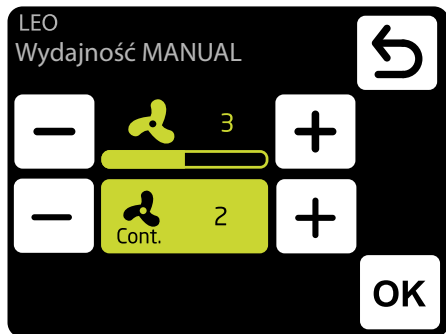 LEO
Wydajność MANUAL
− 3 +
− Cont. 2 +
OK